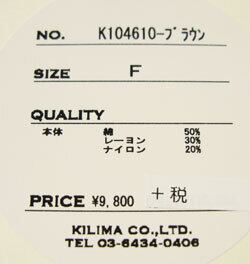 NO. K104610-ブラウン
SIZE F
QUALITY
本体 綿 50%
レーヨン 30%
ナイロン 20%
PRICE ¥9,800 +税
KILIMA CO.,LTD.
TEL 03-6434-0406